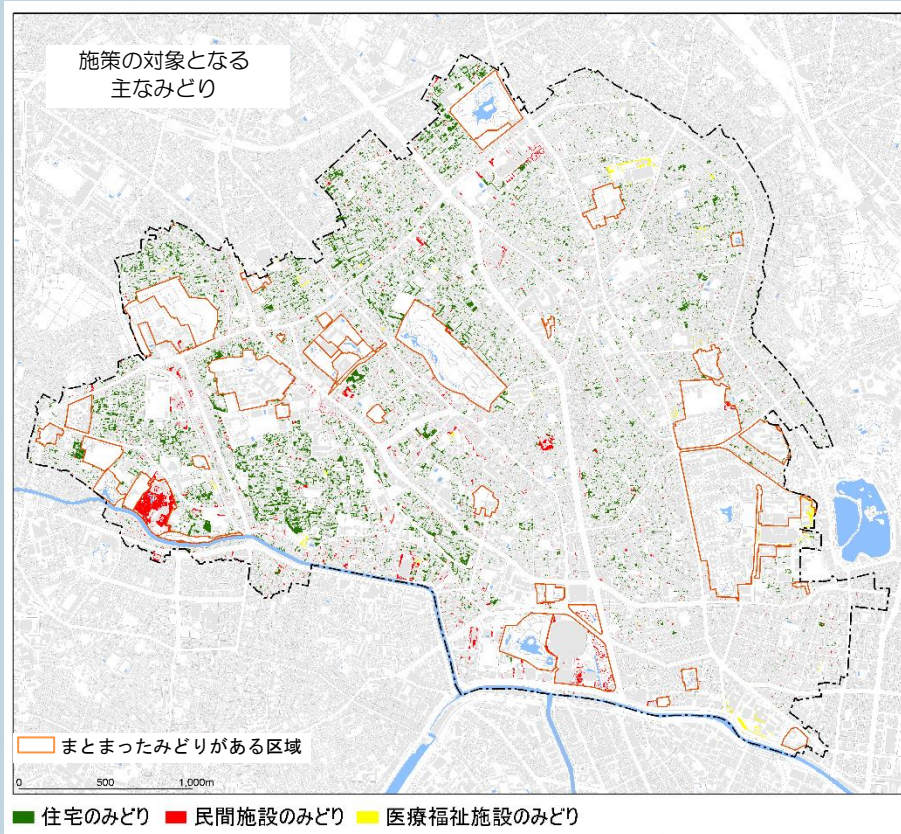 施策の対象となる
主なみどり
まとまったみどりがある区域
0 500 1,000m
住宅のみどり 民間施設のみどり 医療福祉施設のみどり